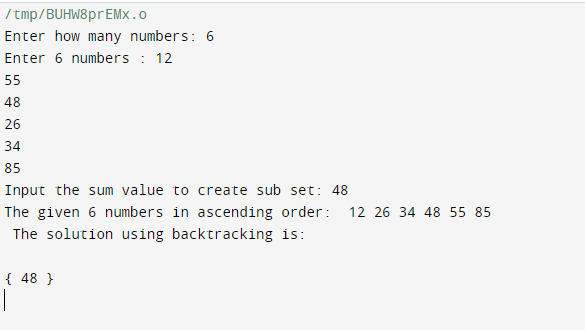 /tmp/BUHW8prEMx.o
Enter how many numbers: 6
Enter 6 numbers : 12
55
48
26
34
85
Input the sum value to create sub set: 48
The given 6 numbers in ascending order:  12 26 34 48 55 85
 The solution using backtracking is:

{ 48 }